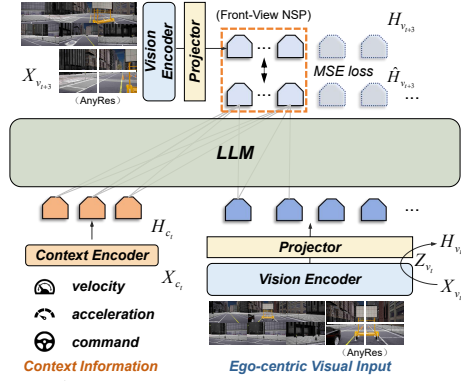 (Front-View NSP)
H_{v_{t+3}}
Vision Encoder
Projector
X_{v_{t+3}}
(AnyRes)
MSE loss
Ĥ_{v_{t+3}}
...
...
...
LLM
H_{c_t}
...
Context Encoder
X_{c_t}
Projector
Vision Encoder
H_{v_t}
Z_{v_t}
X_{v_t}
velocity
acceleration
command
(AnyRes)
Context Information
Ego-centric Visual Input